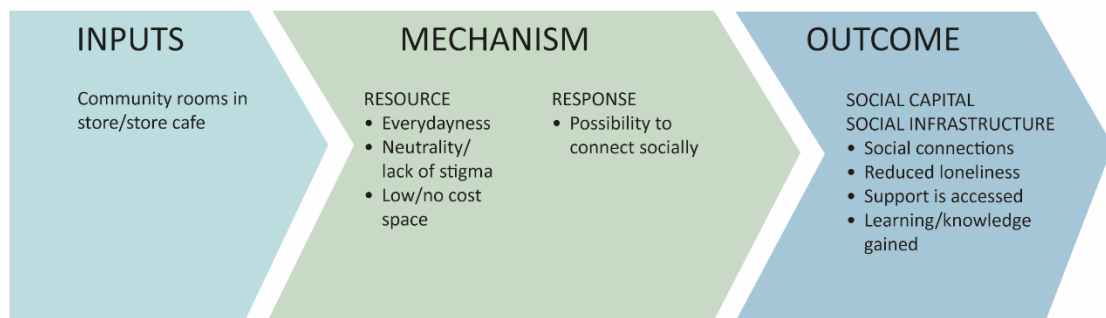 INPUTS
Community rooms in
store/store cafe
MECHANISM
RESOURCE
• Everydayness
• Neutrality/
lack of stigma
• Low/no cost
space
RESPONSE
• Possibility to
connect socially
OUTCOME
SOCIAL CAPITAL
SOCIAL INFRASTRUCTURE
• Social connections
• Reduced loneliness
• Support is accessed
• Learning/knowledge
gained